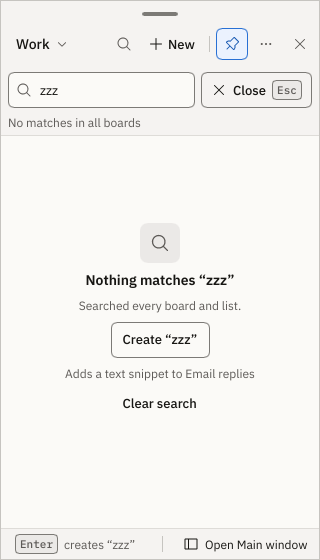 Work New
zzz Close Esc
No matches in all boards
Nothing matches “zzz”
Searched every board and list.
Create “zzz”
Adds a text snippet to Email replies
Clear search
Enter creates “zzz” Open Main window